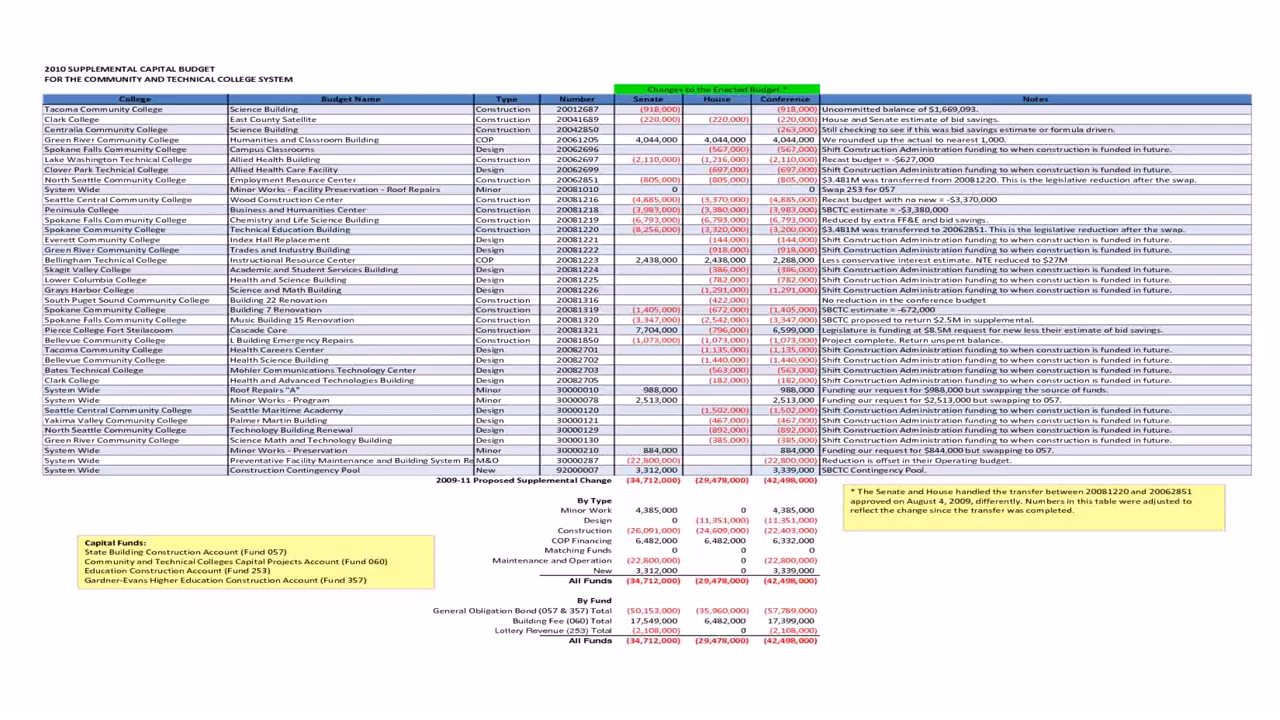 2010 SUPPLEMENTAL CAPITAL BUDGET
FOR THE COMMUNITY AND TECHNICAL COLLEGE SYSTEM
Changes to the Enacted Budget *
College Budget Name Type Number Senate House Conference Notes
Tacoma Community College Science Building Construction 20012687 (918,000) (918,000) Uncommitted balance of $1,669,093.
Clark College East County Satellite Construction 20041689 (220,000) (220,000) (220,000) House and Senate estimate of bid savings.
Centralia Community College Science Building Construction 20042850 (263,000) Still checking to see if this was bid savings estimate or formula driven.
Green River Community College Humanities and Classroom Building COP 20061205 4,044,000 4,044,000 4,044,000 We rounded up the actual to nearest 1,000.
Spokane Falls Community College Campus Classrooms Design 20062696 (567,000) (567,000) Shift Construction Administration funding to when construction is funded in future.
Lake Washington Technical College Allied Health Building Construction 20062697 (2,110,000) (1,216,000) (2,110,000) Recast budget = -$627,000
Clover Park Technical College Allied Health Care Facility Design 20062699 (697,000) (697,000) Shift Construction Administration funding to when construction is funded in future.
North Seattle Community College Employment Resource Center Construction 20062851 (805,000) (805,000) (805,000) $3.481M was transferred from 20081220. This is the legislative reduction after the swap.
System Wide Minor Works - Facility Preservation - Roof Repairs Minor 20081010 0 0 Swap 253 for 057
Seattle Central Community College Wood Construction Center Construction 20081216 (4,885,000) (3,370,000) (4,885,000) Recast budget with no new = -$3,370,000
Peninsula College Business and Humanities Center Construction 20081218 (3,983,000) (3,380,000) (3,983,000) SBCTC estimate = -$3,380,000
Spokane Falls Community College Chemistry and Life Science Building Construction 20081219 (6,793,000) (6,793,000) (6,793,000) Reduced by extra FF&E and bid savings.
Spokane Community College Technical Education Building Construction 20081220 (8,256,000) (3,320,000) (3,200,000) $3.481M was transferred to 20062851. This is the legislative reduction after the swap.
Everett Community College Index Hall Replacement Design 20081221 (144,000) (144,000) Shift Construction Administration funding to when construction is funded in future.
Green River Community College Trades and Industry Building Design 20081222 (918,000) (918,000) Shift Construction Administration funding to when construction is funded in future.
Bellingham Technical College Instructional Resource Center COP 20081223 2,438,000 2,438,000 2,288,000 Less conservative interest estimate. NTE reduced to $27M
Skagit Valley College Academic and Student Services Building Design 20081224 (386,000) (386,000) Shift Construction Administration funding to when construction is funded in future.
Lower Columbia College Health and Science Building Design 20081225 (782,000) (782,000) Shift Construction Administration funding to when construction is funded in future.
Grays Harbor College Science and Math Building Design 20081226 (1,291,000) (1,291,000) Shift Construction Administration funding to when construction is funded in future.
South Puget Sound Community College Building 22 Renovation Construction 20081316 (422,000) No reduction in the conference budget
Spokane Community College Building 7 Renovation Construction 20081319 (1,405,000) (672,000) (1,405,000) SBCTC estimate = -672,000
Spokane Falls Community College Music Building 15 Renovation Construction 20081320 (3,347,000) (2,542,000) (3,347,000) SBCTC proposed to return $2.5M in supplemental.
Pierce College Fort Steilacoom Cascade Core Construction 20081321 7,704,000 (796,000) 6,599,000 Legislature is funding at $8.5M request for new less their estimate of bid savings.
Bellevue Community College L Building Emergency Repairs Construction 20081850 (1,073,000) (1,073,000) (1,073,000) Project complete. Return unspent balance.
Tacoma Community College Health Careers Center Design 20082701 (1,135,000) (1,135,000) Shift Construction Administration funding to when construction is funded in future.
Bellevue Community College Health Science Building Design 20082702 (1,440,000) (1,440,000) Shift Construction Administration funding to when construction is funded in future.
Bates Technical College Mohler Communications Technology Center Design 20082703 (563,000) (563,000) Shift Construction Administration funding to when construction is funded in future.
Clark College Health and Advanced Technologies Building Design 20082705 (182,000) (182,000) Shift Construction Administration funding to when construction is funded in future.
System Wide Roof Repairs "A" Minor 30000010 988,000 988,000 Funding our request for $988,000 but swapping the source of funds.
System Wide Minor Works - Program Minor 30000078 2,513,000 2,513,000 Funding our request for $2,513,000 but swapping to 057.
Seattle Central Community College Seattle Maritime Academy Design 30000120 (1,502,000) (1,502,000) Shift Construction Administration funding to when construction is funded in future.
Yakima Valley Community College Palmer Martin Building Design 30000121 (467,000) (467,000) Shift Construction Administration funding to when construction is funded in future.
North Seattle Community College Technology Building Renewal Design 30000129 (892,000) (892,000) Shift Construction Administration funding to when construction is funded in future.
Green River Community College Science Math and Technology Building Design 30000130 (385,000) (385,000) Shift Construction Administration funding to when construction is funded in future.
System Wide Minor Works - Preservation Minor 30000210 884,000 884,000 Funding our request for $844,000 but swapping to 057.
System Wide Preventative Facility Maintenance and Building System Re M&O 30000287 (22,800,000) (22,800,000) Reduction is offset in their Operating budget.
System Wide Construction Contingency Pool New 92000007 3,312,000 3,339,000 SBCTC Contingency Pool.
2009-11 Proposed Supplemental Change (34,712,000) (29,478,000) (42,498,000)
* The Senate and House handled the transfer between 20081220 and 20062851
approved on August 4, 2009, differently. Numbers in this table were adjusted to
reflect the change since the transfer was completed.
By Type
Minor Work 4,385,000 0 4,385,000
Design 0 (11,351,000) (11,351,000)
Construction (26,091,000) (24,609,000) (22,403,000)
COP Financing 6,482,000 6,482,000 6,332,000
Matching Funds 0 0 0
Maintenance and Operation (22,800,000) 0 (22,800,000)
New 3,312,000 0 3,339,000
All Funds (34,712,000) (29,478,000) (42,498,000)
Capital Funds:
State Building Construction Account (Fund 057)
Community and Technical Colleges Capital Projects Account (Fund 060)
Education Construction Account (Fund 253)
Gardner-Evans Higher Education Construction Account (Fund 357)
By Fund
General Obligation Bond (057 & 357) Total (50,153,000) (35,960,000) (57,789,000)
Building Fee (060) Total 17,549,000 6,482,000 17,399,000
Lottery Revenue (253) Total (2,108,000) 0 (2,108,000)
All Funds (34,712,000) (29,478,000) (42,498,000)